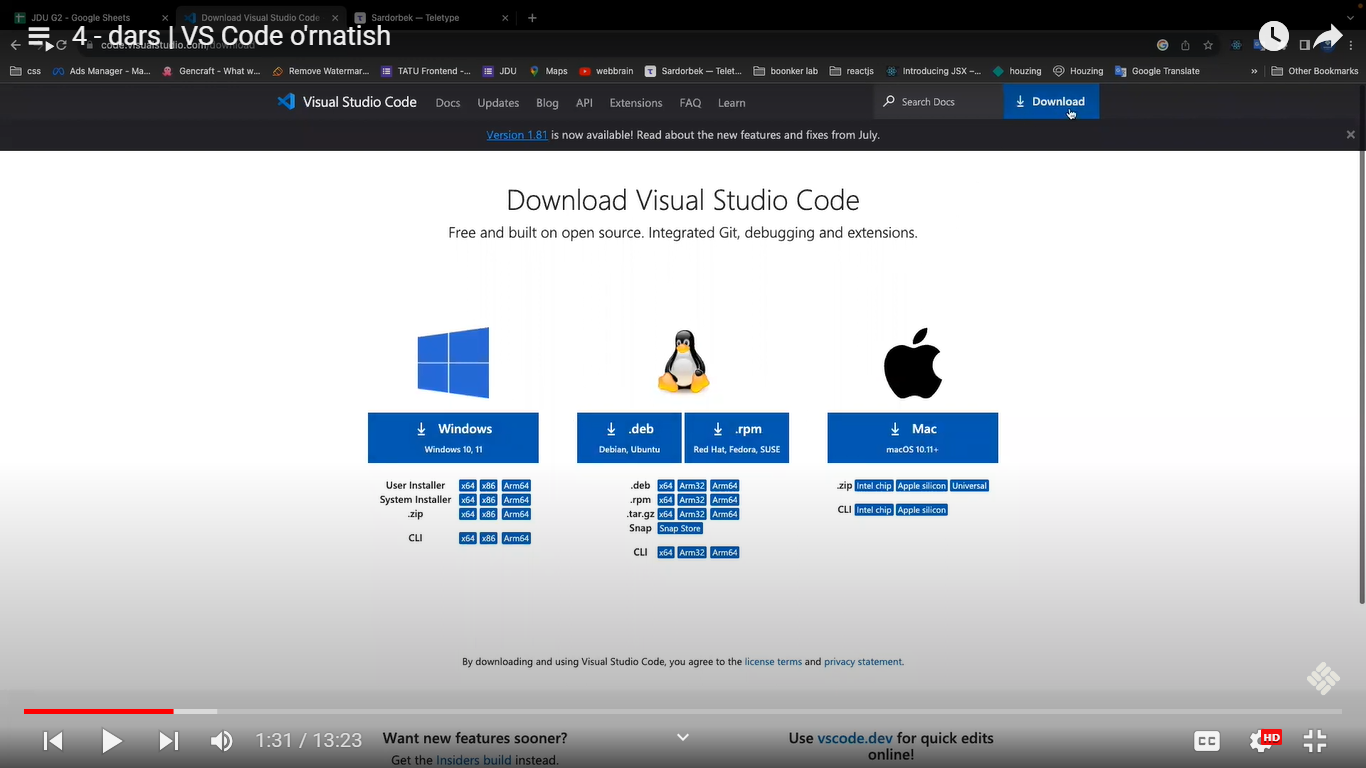 JDU G2 - Google Sheets
Download Visual Studio Code
Sardorbek — Teletype
4 - dars | VS Code o'rnatish
code.visualstudio.com/download
css
Ads Manager - Ma...
Gencraft - What w...
Remove Watermar...
TATU Frontend -...
JDU
Maps
webbrain
Sardorbek — Telet...
boonker lab
reactjs
Introducing JSX –...
houzing
Houzing
Google Translate
»
Other Bookmarks
Visual Studio Code
Docs
Updates
Blog
API
Extensions
FAQ
Learn
Search Docs
Download
Version 1.81 is now available! Read about the new features and fixes from July.
Download Visual Studio Code
Free and built on open source. Integrated Git, debugging and extensions.
Windows
Windows 10, 11
User Installer x64 x86 Arm64
System Installer x64 x86 Arm64
.zip x64 x86 Arm64
CLI x64 x86 Arm64
.deb
Debian, Ubuntu
.rpm
Red Hat, Fedora, SUSE
.deb x64 Arm32 Arm64
.rpm x64 Arm32 Arm64
.tar.gz x64 Arm32 Arm64
Snap Snap Store
CLI x64 Arm32 Arm64
Mac
macOS 10.11+
.zip Intel chip Apple silicon Universal
CLI Intel chip Apple silicon
By downloading and using Visual Studio Code, you agree to the license terms and privacy statement.
1:31 / 13:23
Want new features sooner?
Get the Insiders build instead.
Use vscode.dev for quick edits
online!
CC
HD